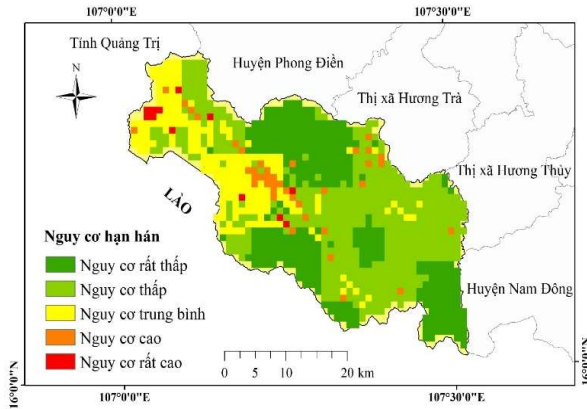 107°0'0"E
107°30'0"E
Tỉnh Quảng Trị
Huyện Phong Điền
N
Thị xã Hương Trà
Thị xã Hương Thủy
LÀO
Nguy cơ hạn hán
Nguy cơ rất thấp
Nguy cơ thấp
Nguy cơ trung bình
Nguy cơ cao
Nguy cơ rất cao
Huyện Nam Đông
0 5 10 20 km
16°0'0"N
107°0'0"E
107°30'0"E